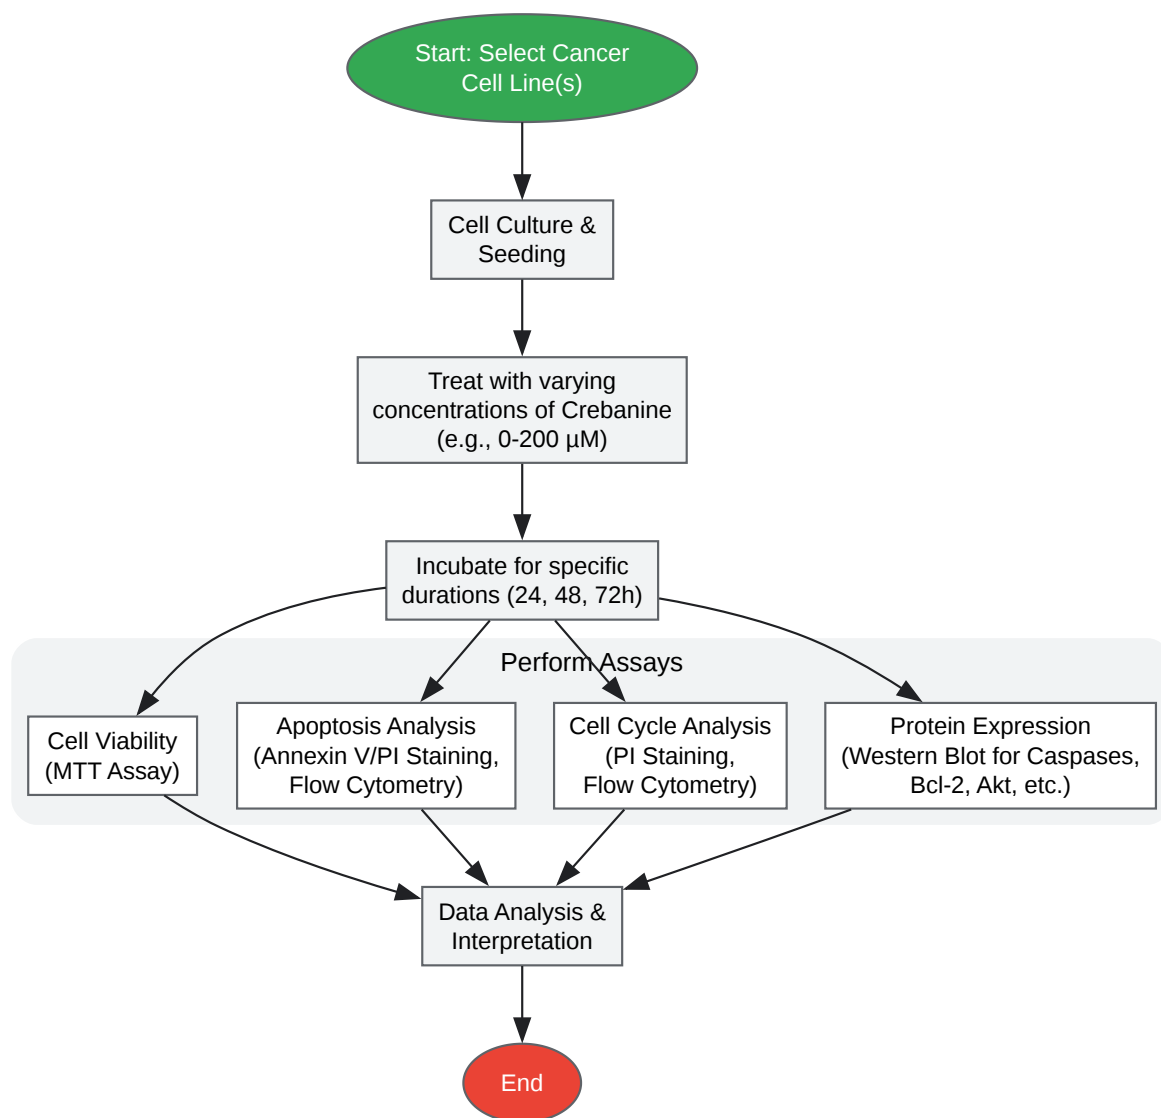 Start: Select Cancer
Cell Line(s)
Cell Culture &
Seeding
Treat with varying
concentrations of Crebanine
(e.g., 0-200 µM)
Incubate for specific
durations (24, 48, 72h)
Perform Assays
Cell Viability
(MTT Assay)
Apoptosis Analysis
(Annexin V/PI Staining,
Flow Cytometry)
Cell Cycle Analysis
(PI Staining,
Flow Cytometry)
Protein Expression
(Western Blot for Caspases,
Bcl-2, Akt, etc.)
Data Analysis &
Interpretation
End